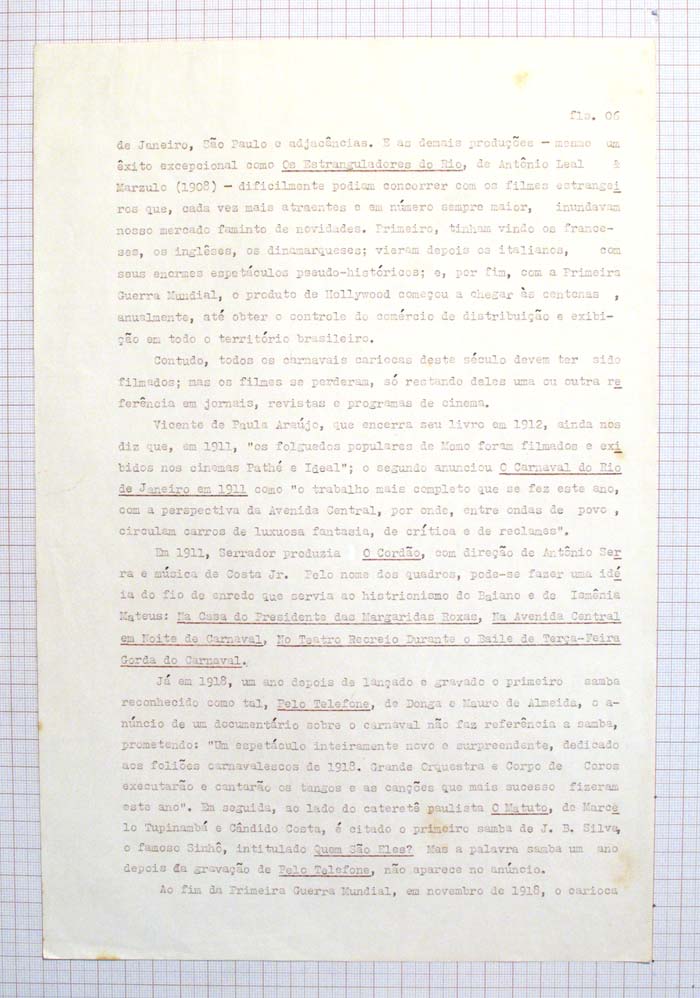 fls. 06
de Janeiro, São Paulo e adjacências. E as demais produções - mesmo um
êxito excepcional como Os Estranguladores do Rio, de Antônio Leal &
Marzulo (1908) - dificilmente podiam concorrer com os filmes estrangei
ros que, cada vez mais atraentes e em número sempre maior, inundavam
nosso mercado faminto de novidades. Primeiro, tinham vindo os france-
ses, os inglêses, os dinamarqueses; vieram depois os italianos, com
seus enormes espetáculos pseudo-históricos; e, por fim, com a Primeira
Guerra Mundial, o produto de Hollywood começou a chegar às centenas ,
anualmente, até obter o controle do comércio de distribuição e exibi-
ção em todo o território brasileiro.
Contudo, todos os carnavais cariocas deste século devem ter sido
filmados; mas os filmes se perderam, só restando deles uma ou outra re
ferência em jornais, revistas e programas de cinema.
Vicente de Paula Araújo, que encerra seu livro em 1912, ainda nos
diz que, em 1911, "os folguedos populares de Momo foram filmados e exi
bidos nos cinemas Pathé e Ideal"; o segundo anunciou O Carnaval do Rio
de Janeiro em 1911 como "o trabalho mais completo que se fez este ano,
com a perspectiva da Avenida Central, por onde, entre ondas de povo ,
circulam carros de luxuosa fantasia, de crítica e de reclames".
Em 1911, Serrador produzia O Cordão, com direção de Antônio Ser
ra e música de Costa Jr. Pelo nome dos quadros, pode-se fazer uma idé
ia do fio de enredo que servia ao histrionismo do Baiano e de Ismênia
Mateus: Na Casa do Presidente das Margaridas Roxas, Na Avenida Central
em Noite de Carnaval, No Teatro Recreio Durante o Baile de Terça-Feira
Gorda do Carnaval.
Já em 1918, um ano depois de lançado e gravado o primeiro samba
reconhecido como tal, Pelo Telefone, de Donga e Mauro de Almeida, o a-
núncio de um documentário sobre o carnaval não faz referência a samba,
prometendo: "Um espetáculo inteiramente novo e surpreendente, dedicado
aos foliões carnavalescos de 1918. Grande Orquestra e Corpo de Coros
executarão e cantarão os tangos e as canções que mais sucesso fizeram
este ano". Em seguida, ao lado do cateretê paulista O Matuto, de Marce
lo Tupinambá e Cândido Costa, é citado o primeiro samba de J. B. Silva,
o famoso Sinhô, intitulado Quem São Eles? Mas a palavra samba um ano
depois da gravação de Pelo Telefone, não aparece no anúncio.
Ao fim da Primeira Guerra Mundial, em novembro de 1918, o carioca